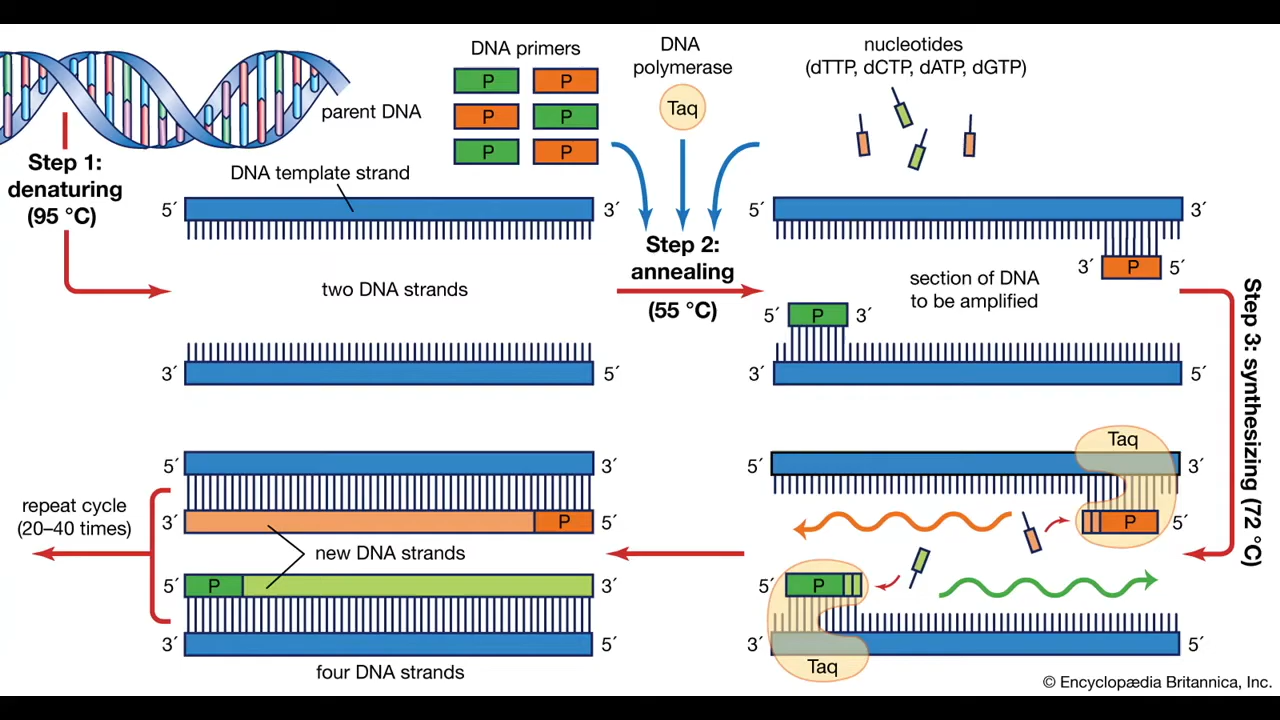 DNA primers
P
P
P
P
P
P
DNA
polymerase
Taq
nucleotides
(dTTP, dCTP, dATP, dGTP)
parent DNA
Step 1:
denaturing
(95 °C)
DNA template strand
5´
3´
two DNA strands
3´
5´
Step 2:
annealing
(55 °C)
5´
3´
3´
P
5´
section of DNA
to be amplified
5´
P
3´
3´
5´
Step 3: synthesizing (72 °C)
Taq
5´
3´
P
5´
5´
P
3´
5´
Taq
5´
3´
3´
P
5´
new DNA strands
5´
P
3´
3´
5´
four DNA strands
repeat cycle
(20–40 times)
© Encyclopædia Britannica, Inc.